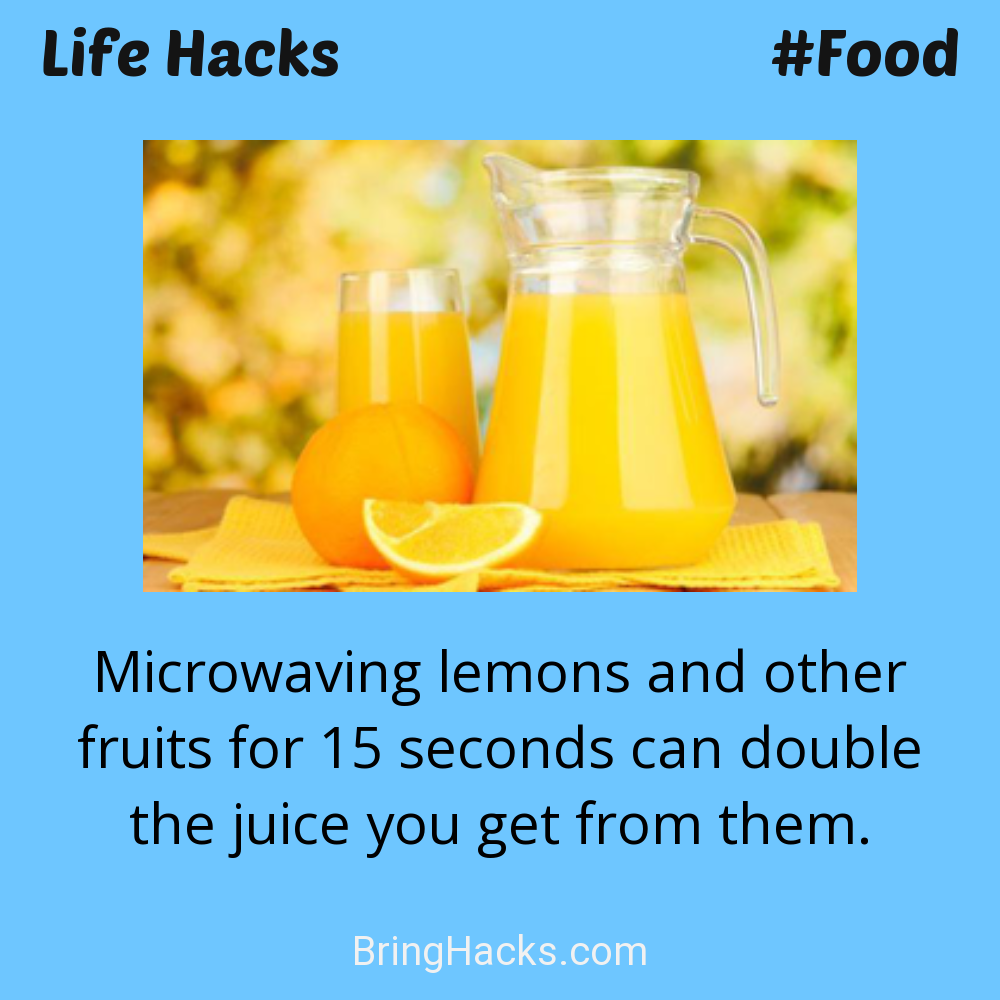 Life Hacks
#Food
Microwaving lemons and other
fruits for 15 seconds can double
the juice you get from them.
BringHacks.com